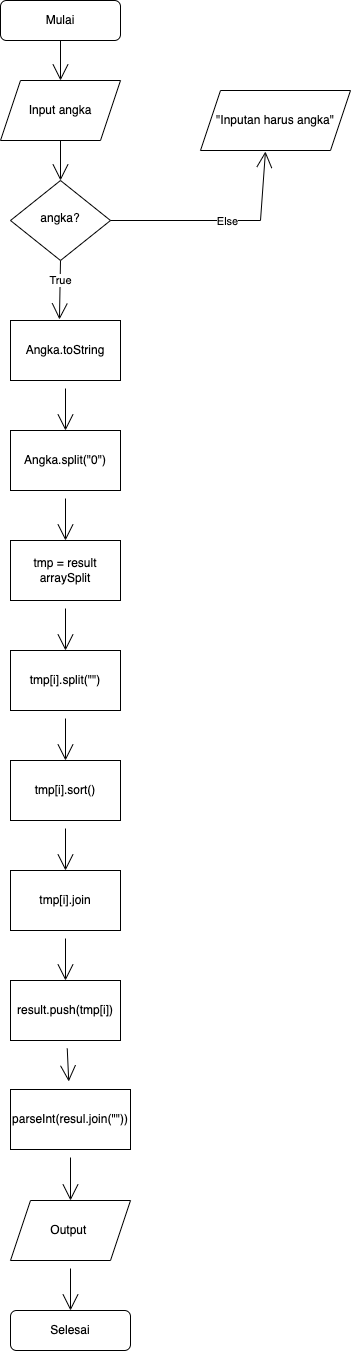 Mulai
Input angka
"Inputan harus angka"
angka?
Else
True
Angka.toString
Angka.split("0")
tmp = result
arraySplit
tmp[i].split("")
tmp[i].sort()
tmp[i].join
result.push(tmp[i])
parseInt(resul.join(""))
Output
Selesai